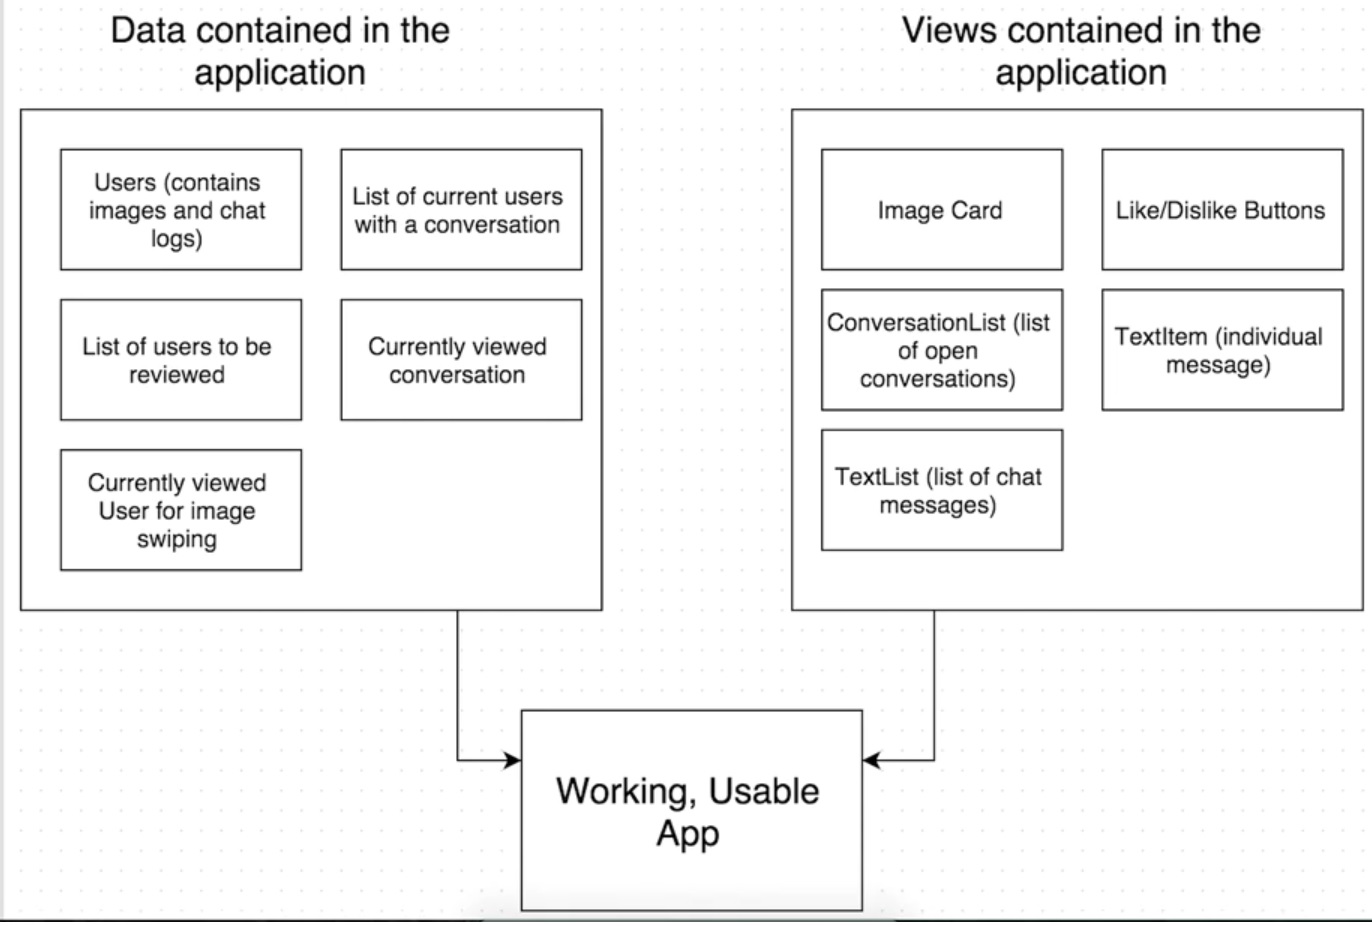 Data contained in the
application
Users (contains
images and chat
logs)
List of current users
with a conversation
List of users to be
reviewed
Currently viewed
conversation
Currently viewed
User for image
swiping
Views contained in the
application
Image Card
Like/Dislike Buttons
ConversationList (list
of open
conversations)
TextItem (individual
message)
TextList (list of chat
messages)
Working, Usable
App